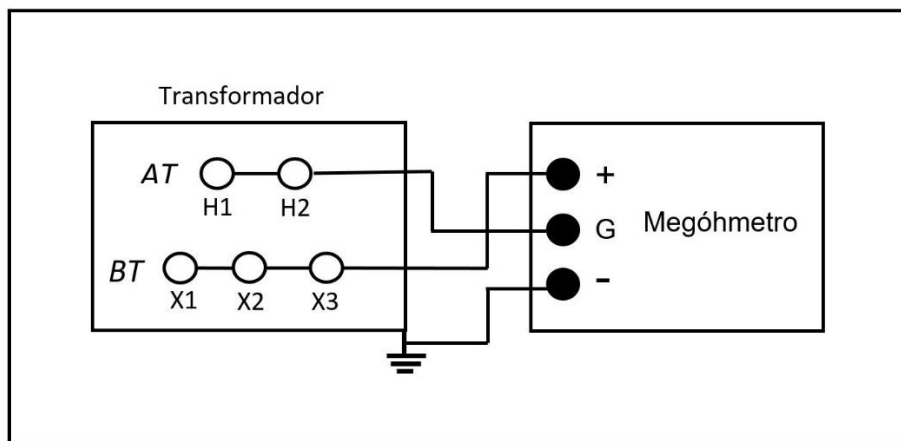 Transformador
AT
H1 H2
BT
X1 X2 X3
+
G
-
Megóhmetro